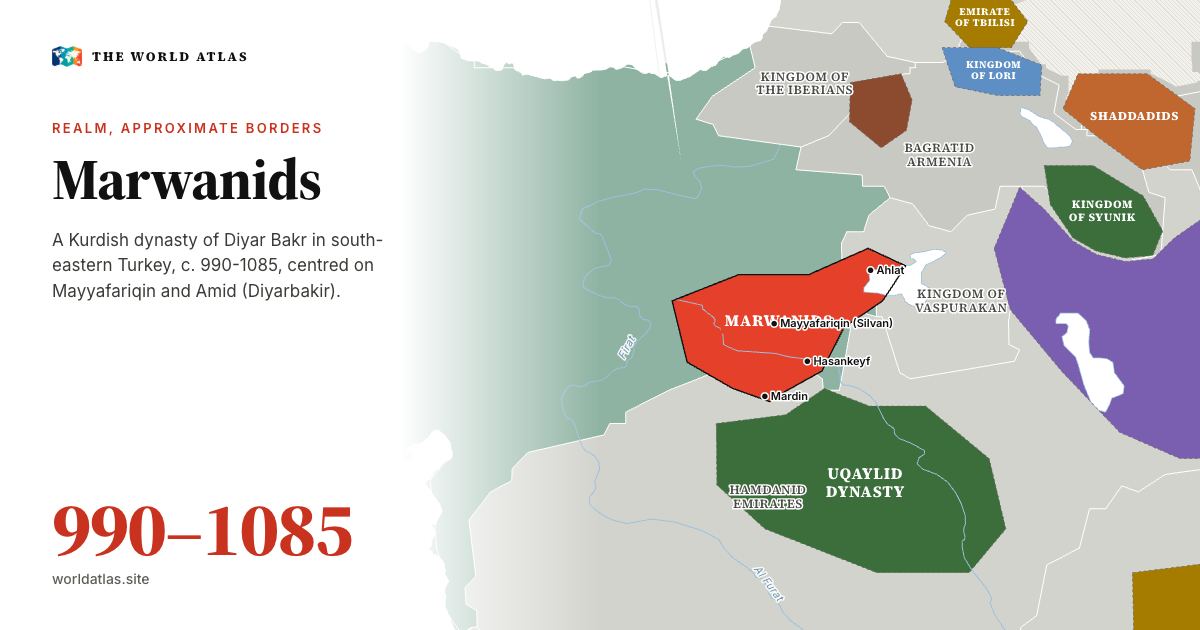 THE WORLD ATLAS
REALM, APPROXIMATE BORDERS
Marwanids
A Kurdish dynasty of Diyar Bakr in south-
eastern Turkey, c. 990-1085, centred on
Mayyafariqin and Amid (Diyarbakir).
990–1085
worldatlas.site
EMIRATE
OF TBILISI
KINGDOM
OF LORI
KINGDOM OF
THE IBERIANS
SHADDADIDS
BAGRATID
ARMENIA
KINGDOM
OF SYUNIK
Ahlat
KINGDOM OF
VASPURAKAN
MARWANIDS
Mayyafariqin (Silvan)
Firat
Hasankeyf
Mardin
UQAYLID
DYNASTY
HAMDANID
EMIRATES
Al Furat